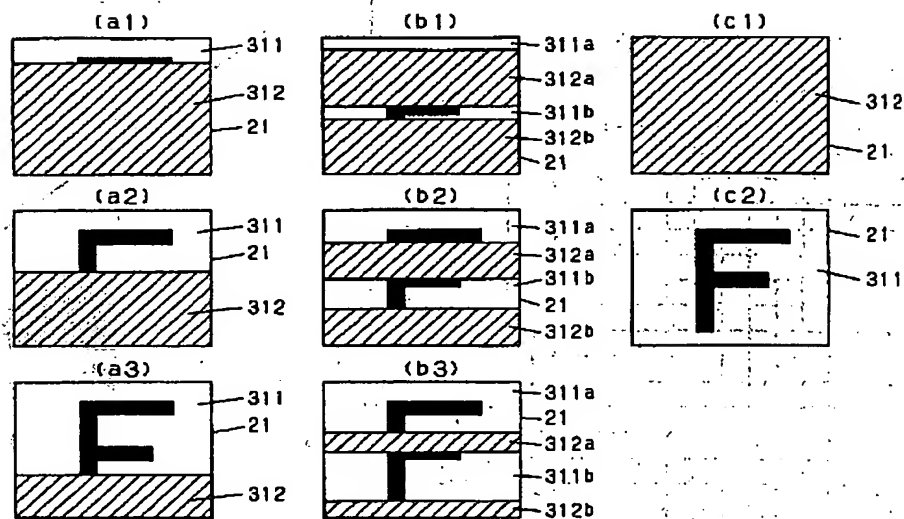 (a1) (b1) (c1)
311 311a
312 312a 312
311b
21 312b 21
21
(a2) (b2) (c2)
311 311a 21
21 312a
311b 311
312 21
312b
(a3) (b3)
311 311a
21 21
312a
311b
312 312b
F